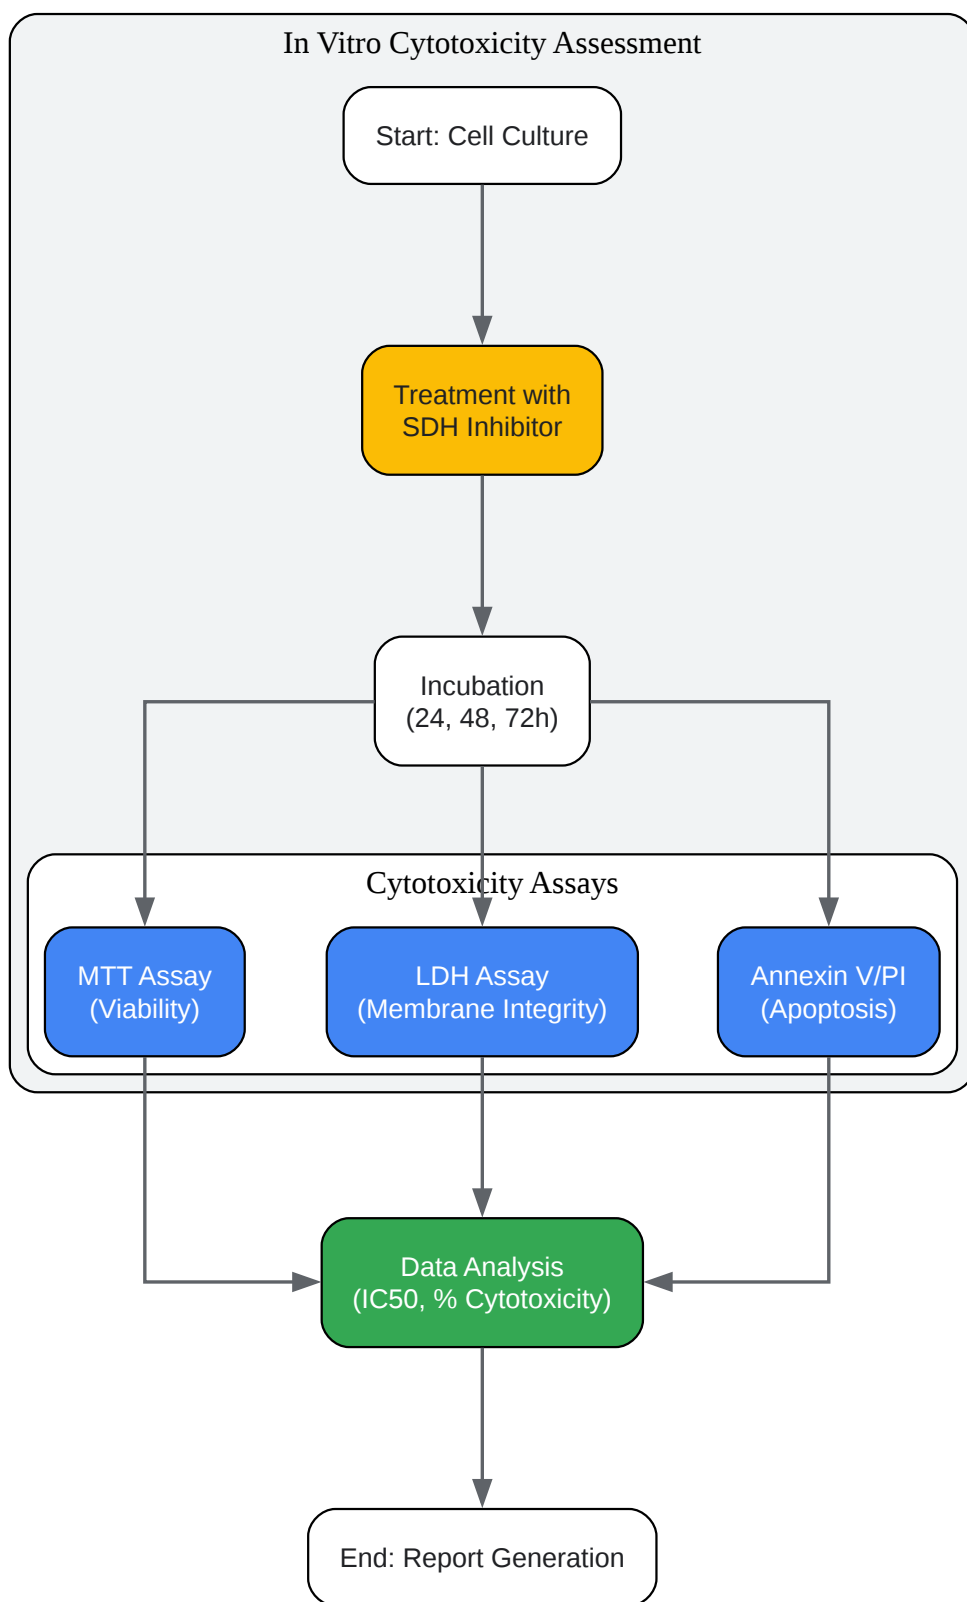 In Vitro Cytotoxicity Assessment
Start: Cell Culture
Treatment with
SDH Inhibitor
Incubation
(24, 48, 72h)
Cytotoxicity Assays
MTT Assay
(Viability)
LDH Assay
(Membrane Integrity)
Annexin V/PI
(Apoptosis)
Data Analysis
(IC50, % Cytotoxicity)
End: Report Generation